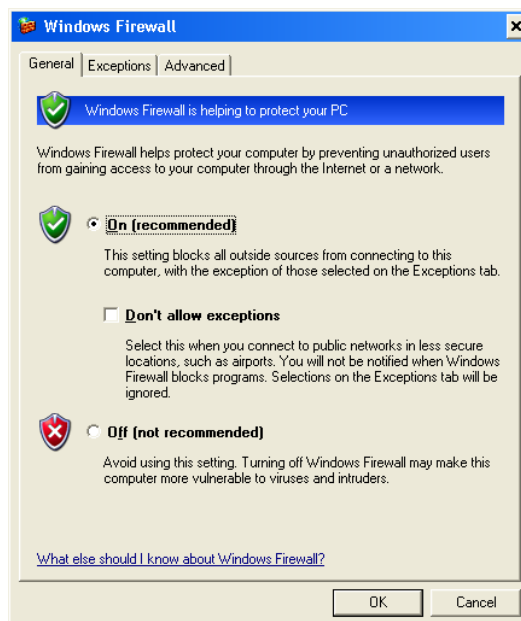 Windows Firewall
General Exceptions Advanced
Windows Firewall is helping to protect your PC
Windows Firewall helps protect your computer by preventing unauthorized users
from gaining access to your computer through the Internet or a network.
On (recommended)
This setting blocks all outside sources from connecting to this
computer, with the exception of those selected on the Exceptions tab.
Don't allow exceptions
Select this when you connect to public networks in less secure
locations, such as airports. You will not be notified when Windows
Firewall blocks programs. Selections on the Exceptions tab will be
ignored.
Off (not recommended)
Avoid using this setting. Turning off Windows Firewall may make this
computer more vulnerable to viruses and intruders.
What else should I know about Windows Firewall?
OK Cancel